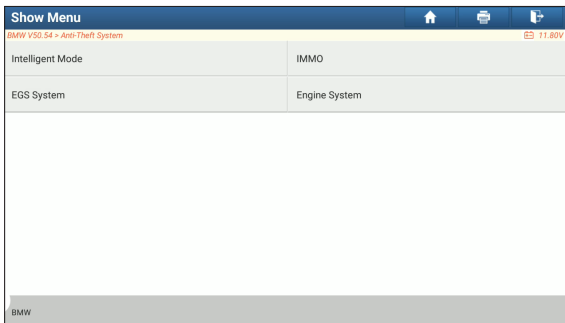 Show Menu
BMW V50.54 > Anti-Theft System 11.80V
Intelligent Mode IMMO
EGS System Engine System
BMW